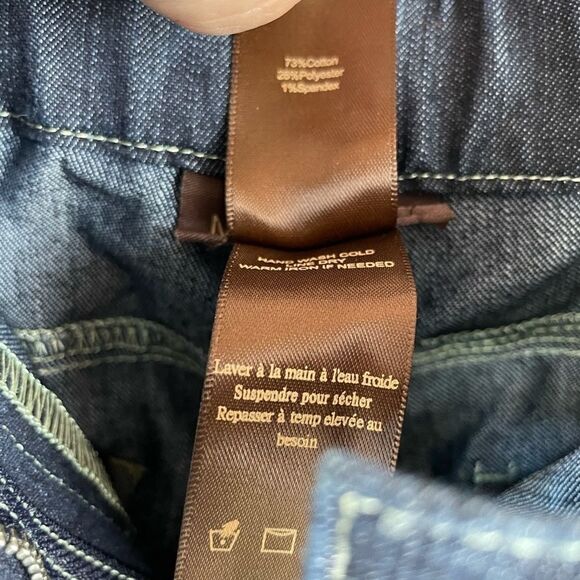 73%Cotton
26%Polyester
1%Spandex
HAND WASH COLD
LINE DRY
WARM IRON IF NEEDED
Laver à la main à l'eau froide
Suspendre pour sécher
Repasser à temp elevée au
besoin